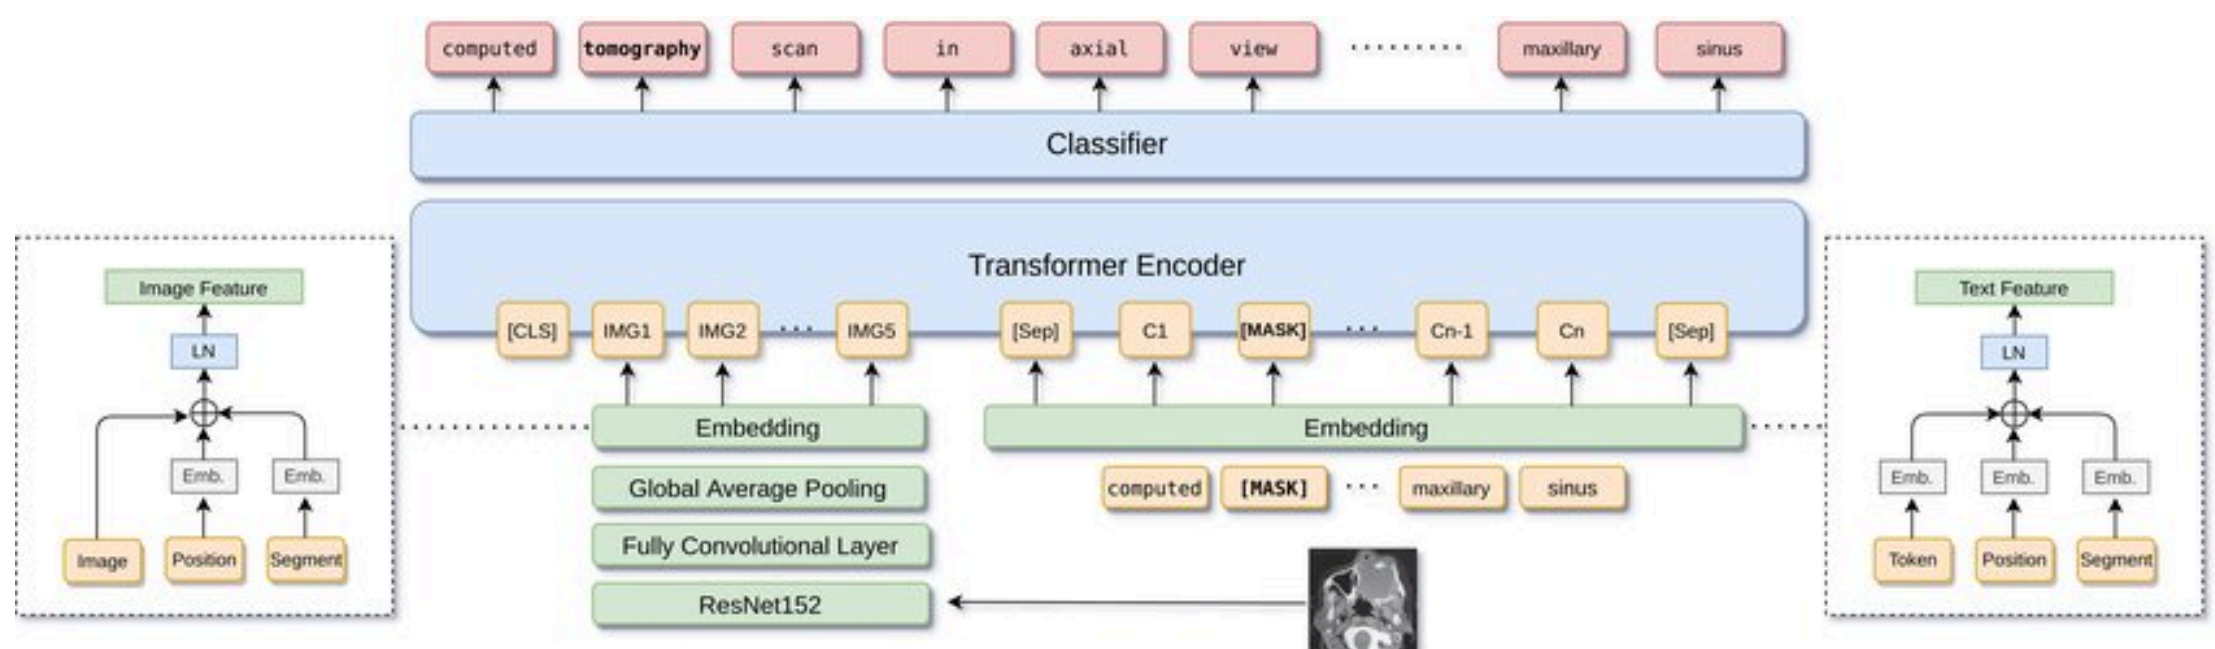 computed tomography scan in axial view maxillary sinus
Classifier
Transformer Encoder
[CLS] IMG1 IMG2 ... IMG5 [Sep] C1 [MASK] ... Cn-1 Cn [Sep]
Embedding Embedding
Global Average Pooling
computed [MASK] ... maxillary sinus
Fully Convolutional Layer
ResNet152
Image Feature
LN
Emb. Emb.
Image Position Segment
Text Feature
LN
Emb. Emb. Emb.
Token Position Segment